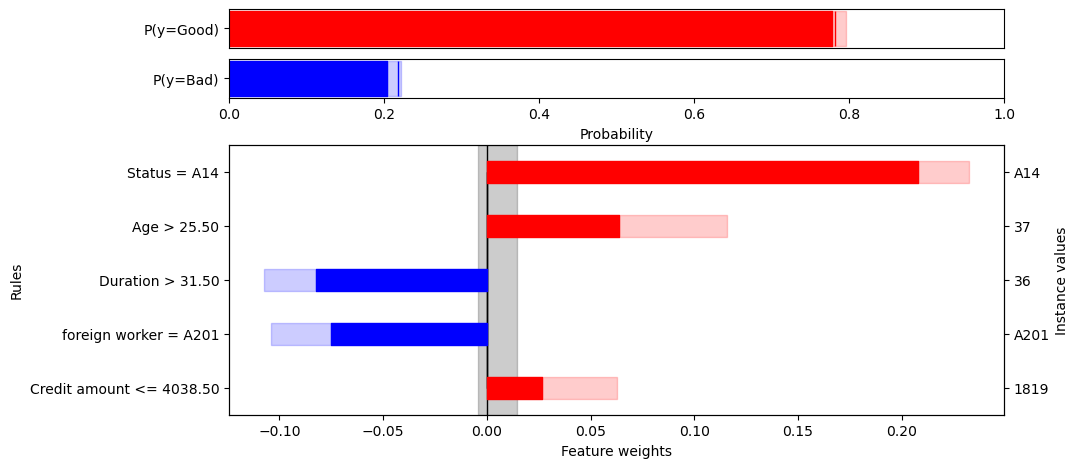 P(y=Good)
P(y=Bad)
0.0 0.2 0.4 0.6 0.8 1.0
Probability
Status = A14 A14
Age > 25.50 37
Duration > 31.50 36
foreign worker = A201 A201
Credit amount <= 4038.50 1819
Rules
Instance values
−0.10 −0.05 0.00 0.05 0.10 0.15 0.20
Feature weights